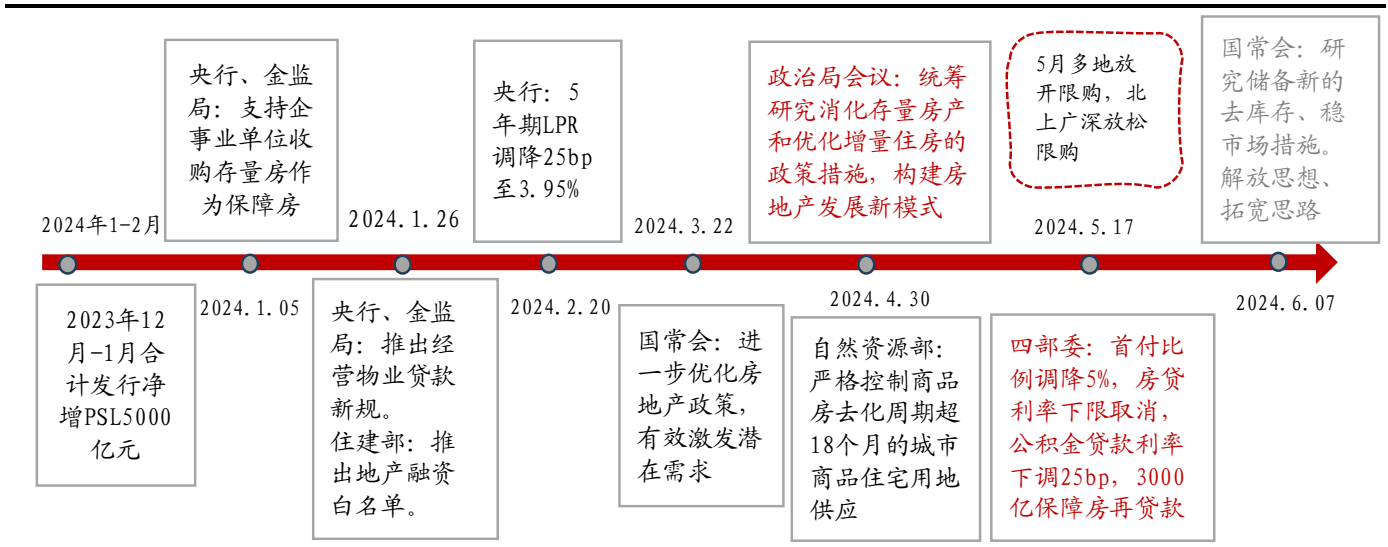 央行、金监
局：支持企
事业单位收
购存量房作
为保障房
央行：5
年期LPR
调降25bp
至3.95%
政治局会议：统筹
研究消化存量房产
和优化增量住房的
政策措施，构建房
地产发展新模式
5月多地放
开限购，北
上广深放松
限购
国常会：研
究储备新的
去库存、稳
市场措施。
解放思想、
拓宽思路
2024年1-2月
2024.1.26
2024.3.22
2024.5.17
2024.1.05
2024.2.20
2024.4.30
2024.6.07
2023年12
月-1月合
计发行净
增PSL5000
亿元
央行、金监
局：推出经
营物业贷款
新规。
住建部：推
出地产融资
白名单。
国常会：进
一步优化房
地产政策，
有效激发潜
在需求
自然资源部：
严格控制商品
房去化周期超
18个月的城市
商品住宅用地
供应
四部委：首付比
例调降5%，房贷
利率下限取消，
公积金贷款利率
下调25bp，3000
亿保障房再贷款